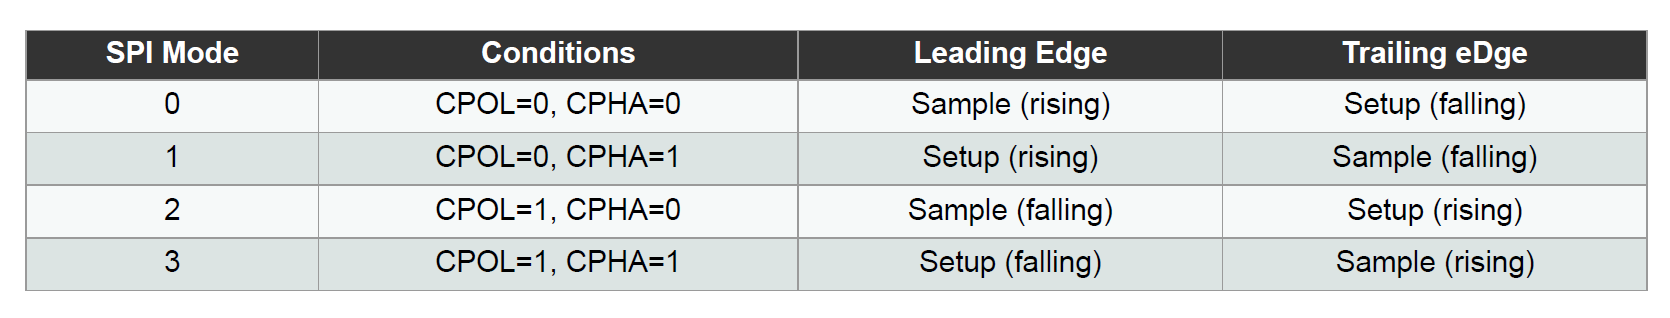 SPI Mode Conditions Leading Edge Trailing eDge
0 CPOL=0, CPHA=0 Sample (rising) Setup (falling)
1 CPOL=0, CPHA=1 Setup (rising) Sample (falling)
2 CPOL=1, CPHA=0 Sample (falling) Setup (rising)
3 CPOL=1, CPHA=1 Setup (falling) Sample (rising)